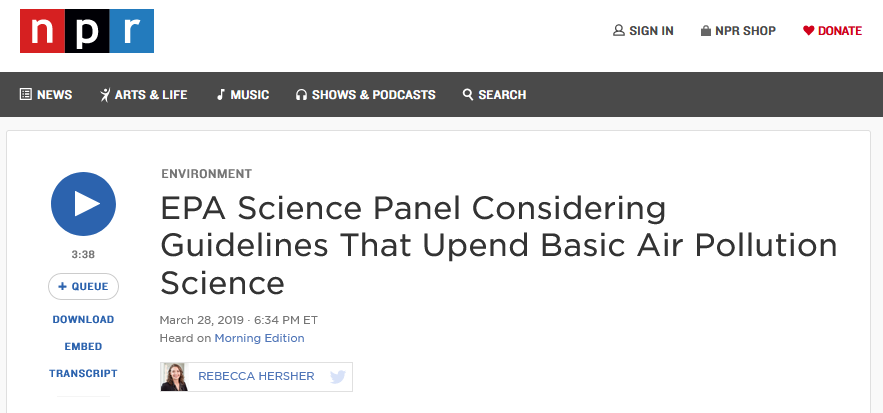 npr
SIGN IN
NPR SHOP
DONATE
NEWS
ARTS & LIFE
MUSIC
SHOWS & PODCASTS
SEARCH
3:38
+ QUEUE
DOWNLOAD
EMBED
TRANSCRIPT
ENVIRONMENT
EPA Science Panel Considering
Guidelines That Upend Basic Air Pollution
Science
March 28, 2019 · 6:34 PM ET
Heard on Morning Edition
REBECCA HERSHER